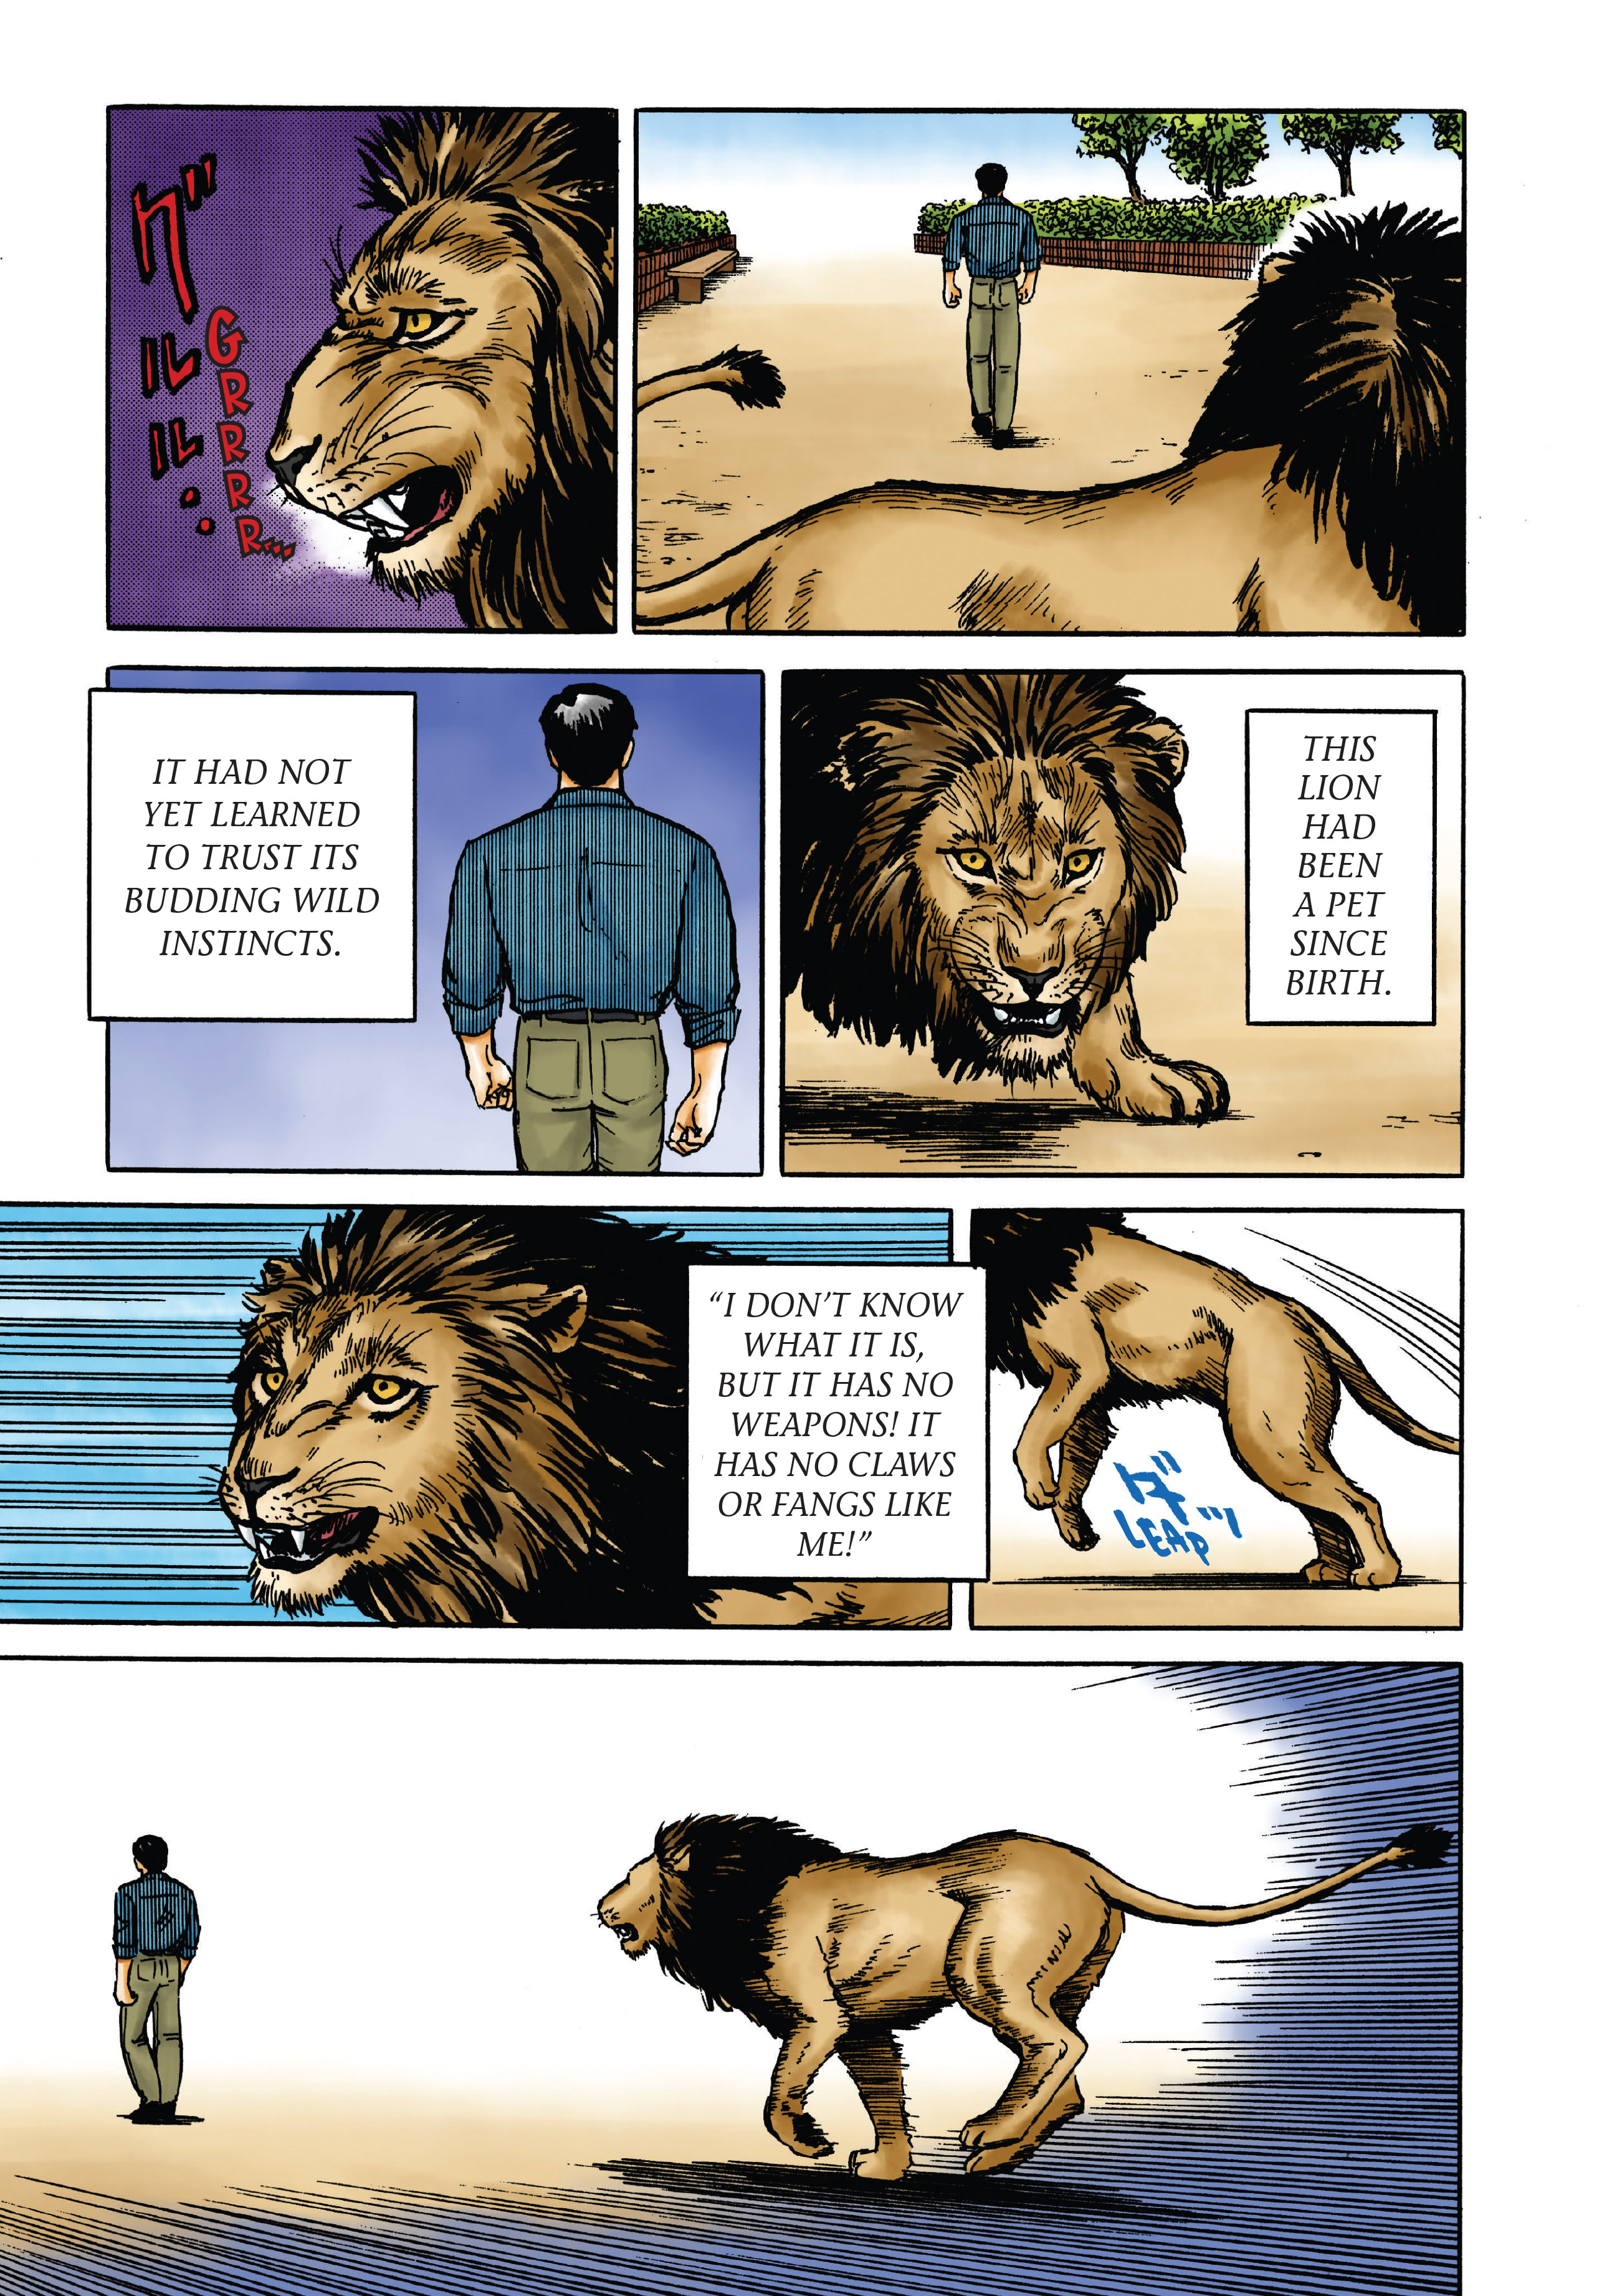 グルル・・
GRRRR...
THIS
LION
HAD
BEEN
A PET
SINCE
BIRTH.
IT HAD NOT
YET LEARNED
TO TRUST ITS
BUDDING WILD
INSTINCTS.
ダッ
LEAP
“I DON’T KNOW
WHAT IT IS,
BUT IT HAS NO
WEAPONS! IT
HAS NO CLAWS
OR FANGS LIKE
ME!”